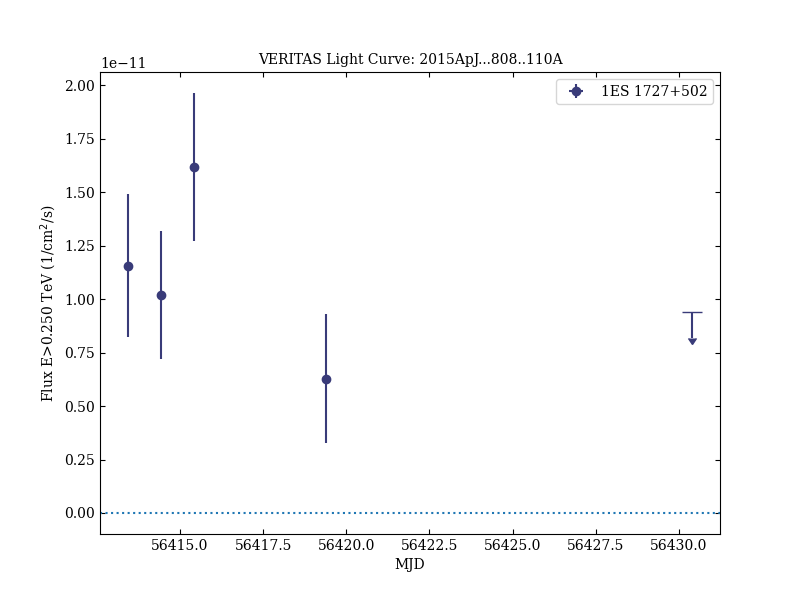 VERITAS Light Curve: 2015ApJ...808..110A
1e−11
1ES 1727+502
2.00
1.75
1.50
1.25
1.00
0.75
0.50
0.25
0.00
Flux E>0.250 TeV (1/cm²/s)
56415.0 56417.5 56420.0 56422.5 56425.0 56427.5 56430.0
MJD